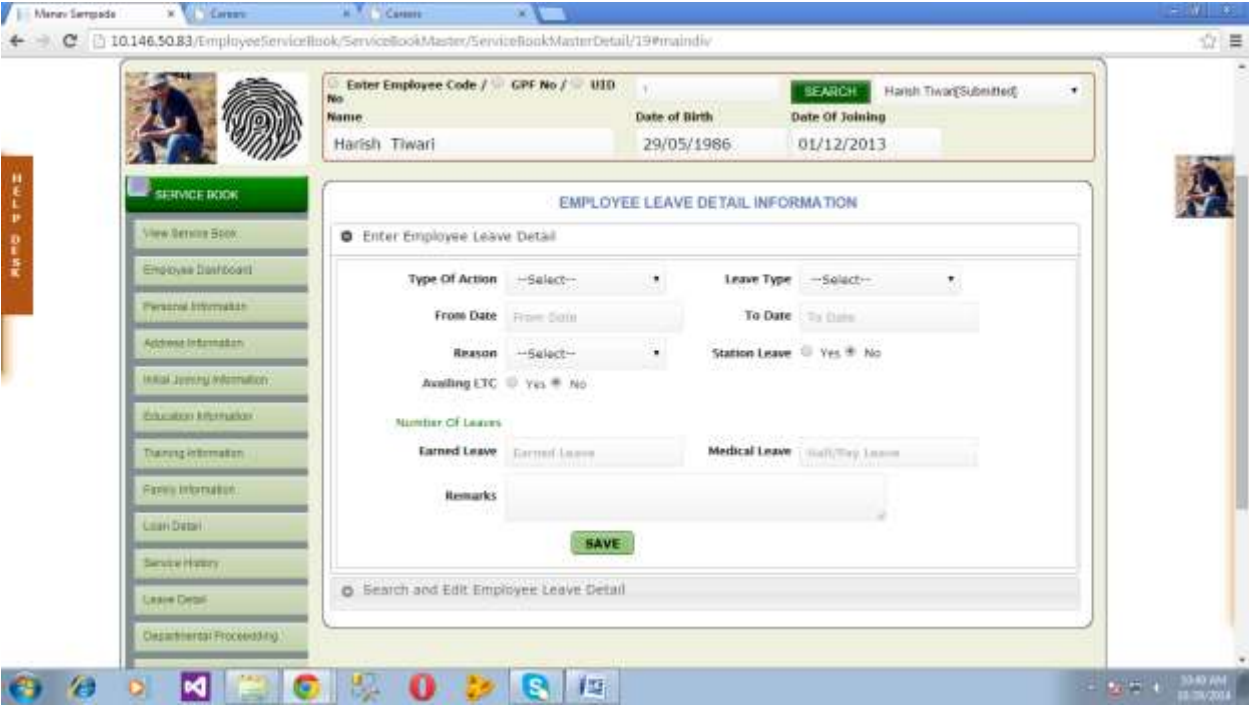 Manav Sampada
Careers
Careers
10.146.50.83/EmployeeServiceBook/ServiceBookMaster/ServiceBookMasterDetail/19#maindiv
Enter Employee Code / GPF No / UID No
SEARCH
Harish Tiwari[Submitted]
Name
Date of Birth
Date Of Joining
Harish Tiwari
29/05/1986
01/12/2013
HELP DESK
SERVICE BOOK
View Service Book
Employee Dashboard
Personal Information
Address Information
Initial Joining Information
Education Information
Training Information
Family Information
Loan Detail
Service History
Leave Detail
Departmental Proceedding
EMPLOYEE LEAVE DETAIL INFORMATION
Enter Employee Leave Detail
Type Of Action --Select--
Leave Type --Select--
From Date From Date
To Date To Date
Reason --Select--
Station Leave Yes No
Availing LTC Yes No
Number Of Leaves
Earned Leave Earned Leave
Medical Leave Half/Pay Leave
Remarks
SAVE
Search and Edit Employee Leave Detail
10:40 AM